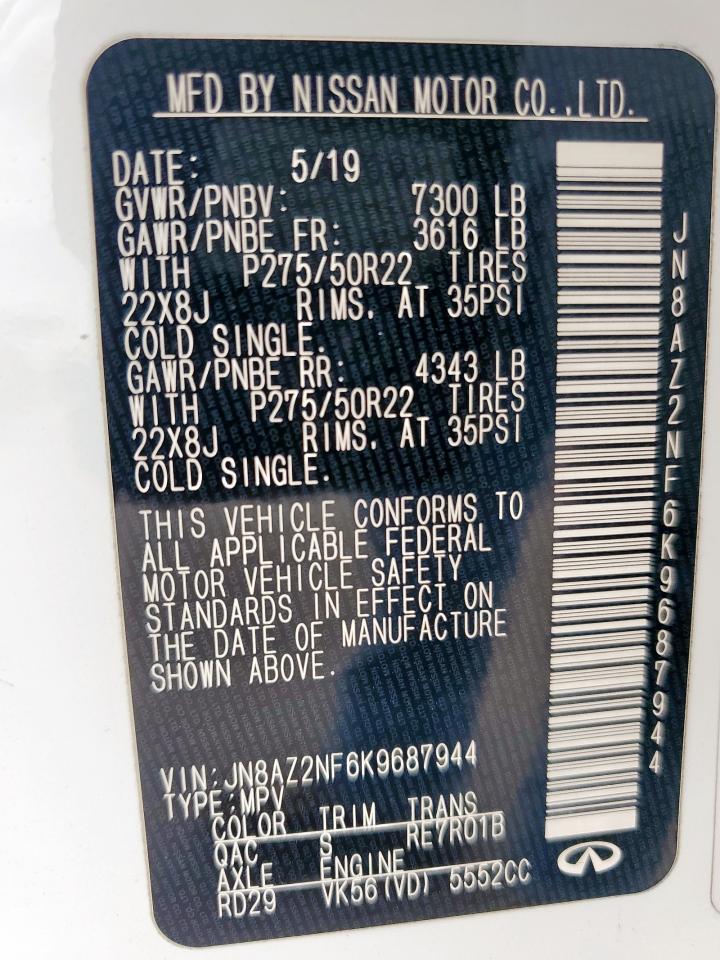 MFD BY NISSAN MOTOR CO.,LTD.
DATE: 5/19
GVWR/PNBV: 7300 LB
GAWR/PNBE FR: 3616 LB
WITH P275/50R22 TIRES
22X8J RIMS, AT 35PSI
COLD SINGLE.
GAWR/PNBE RR: 4343 LB
WITH P275/50R22 TIRES
22X8J RIMS, AT 35PSI
COLD SINGLE.
THIS VEHICLE CONFORMS TO
ALL APPLICABLE FEDERAL
MOTOR VEHICLE SAFETY
STANDARDS IN EFFECT ON
THE DATE OF MANUFACTURE
SHOWN ABOVE.
VIN:JN8AZ2NF6K9687944
TYPE:MPV
COLOR TRIM TRANS
QAC S RE7R01B
AXLE ENGINE
RD29 VK56(VD) 5552CC
JN8AZ2NF6K9687944